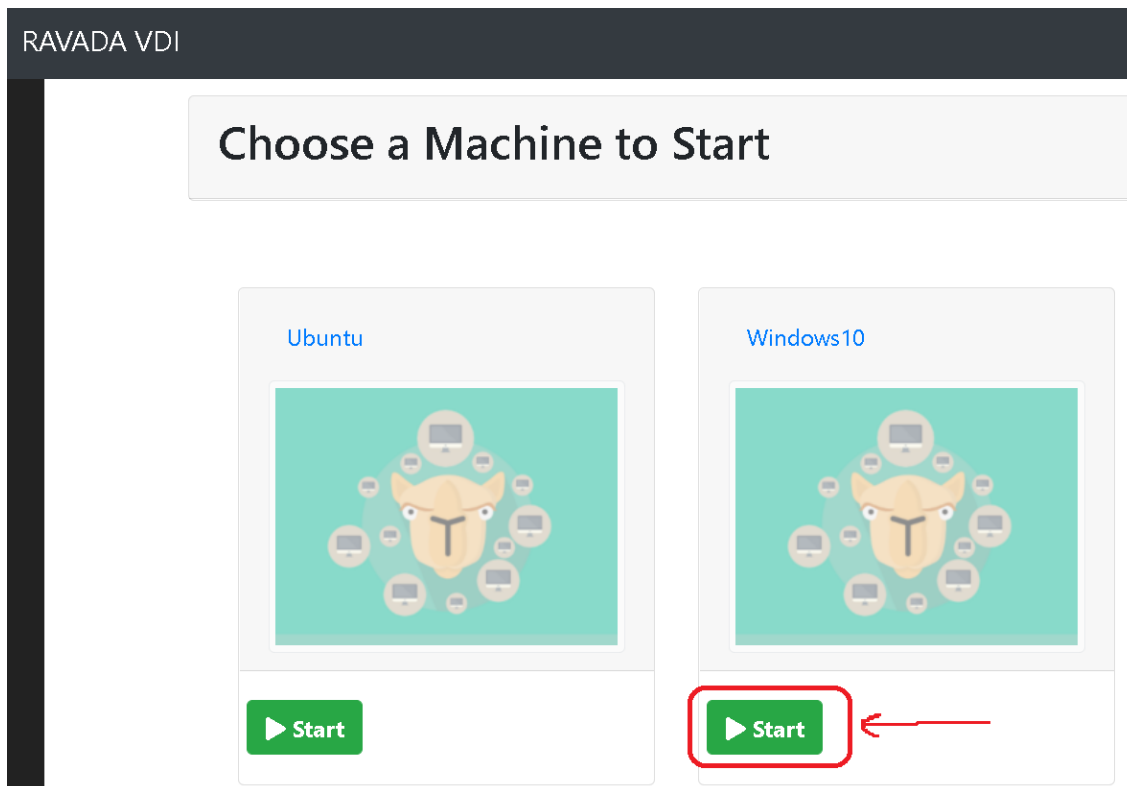 RAVADA VDI
Choose a Machine to Start
Ubuntu
Windows10
Start
Start